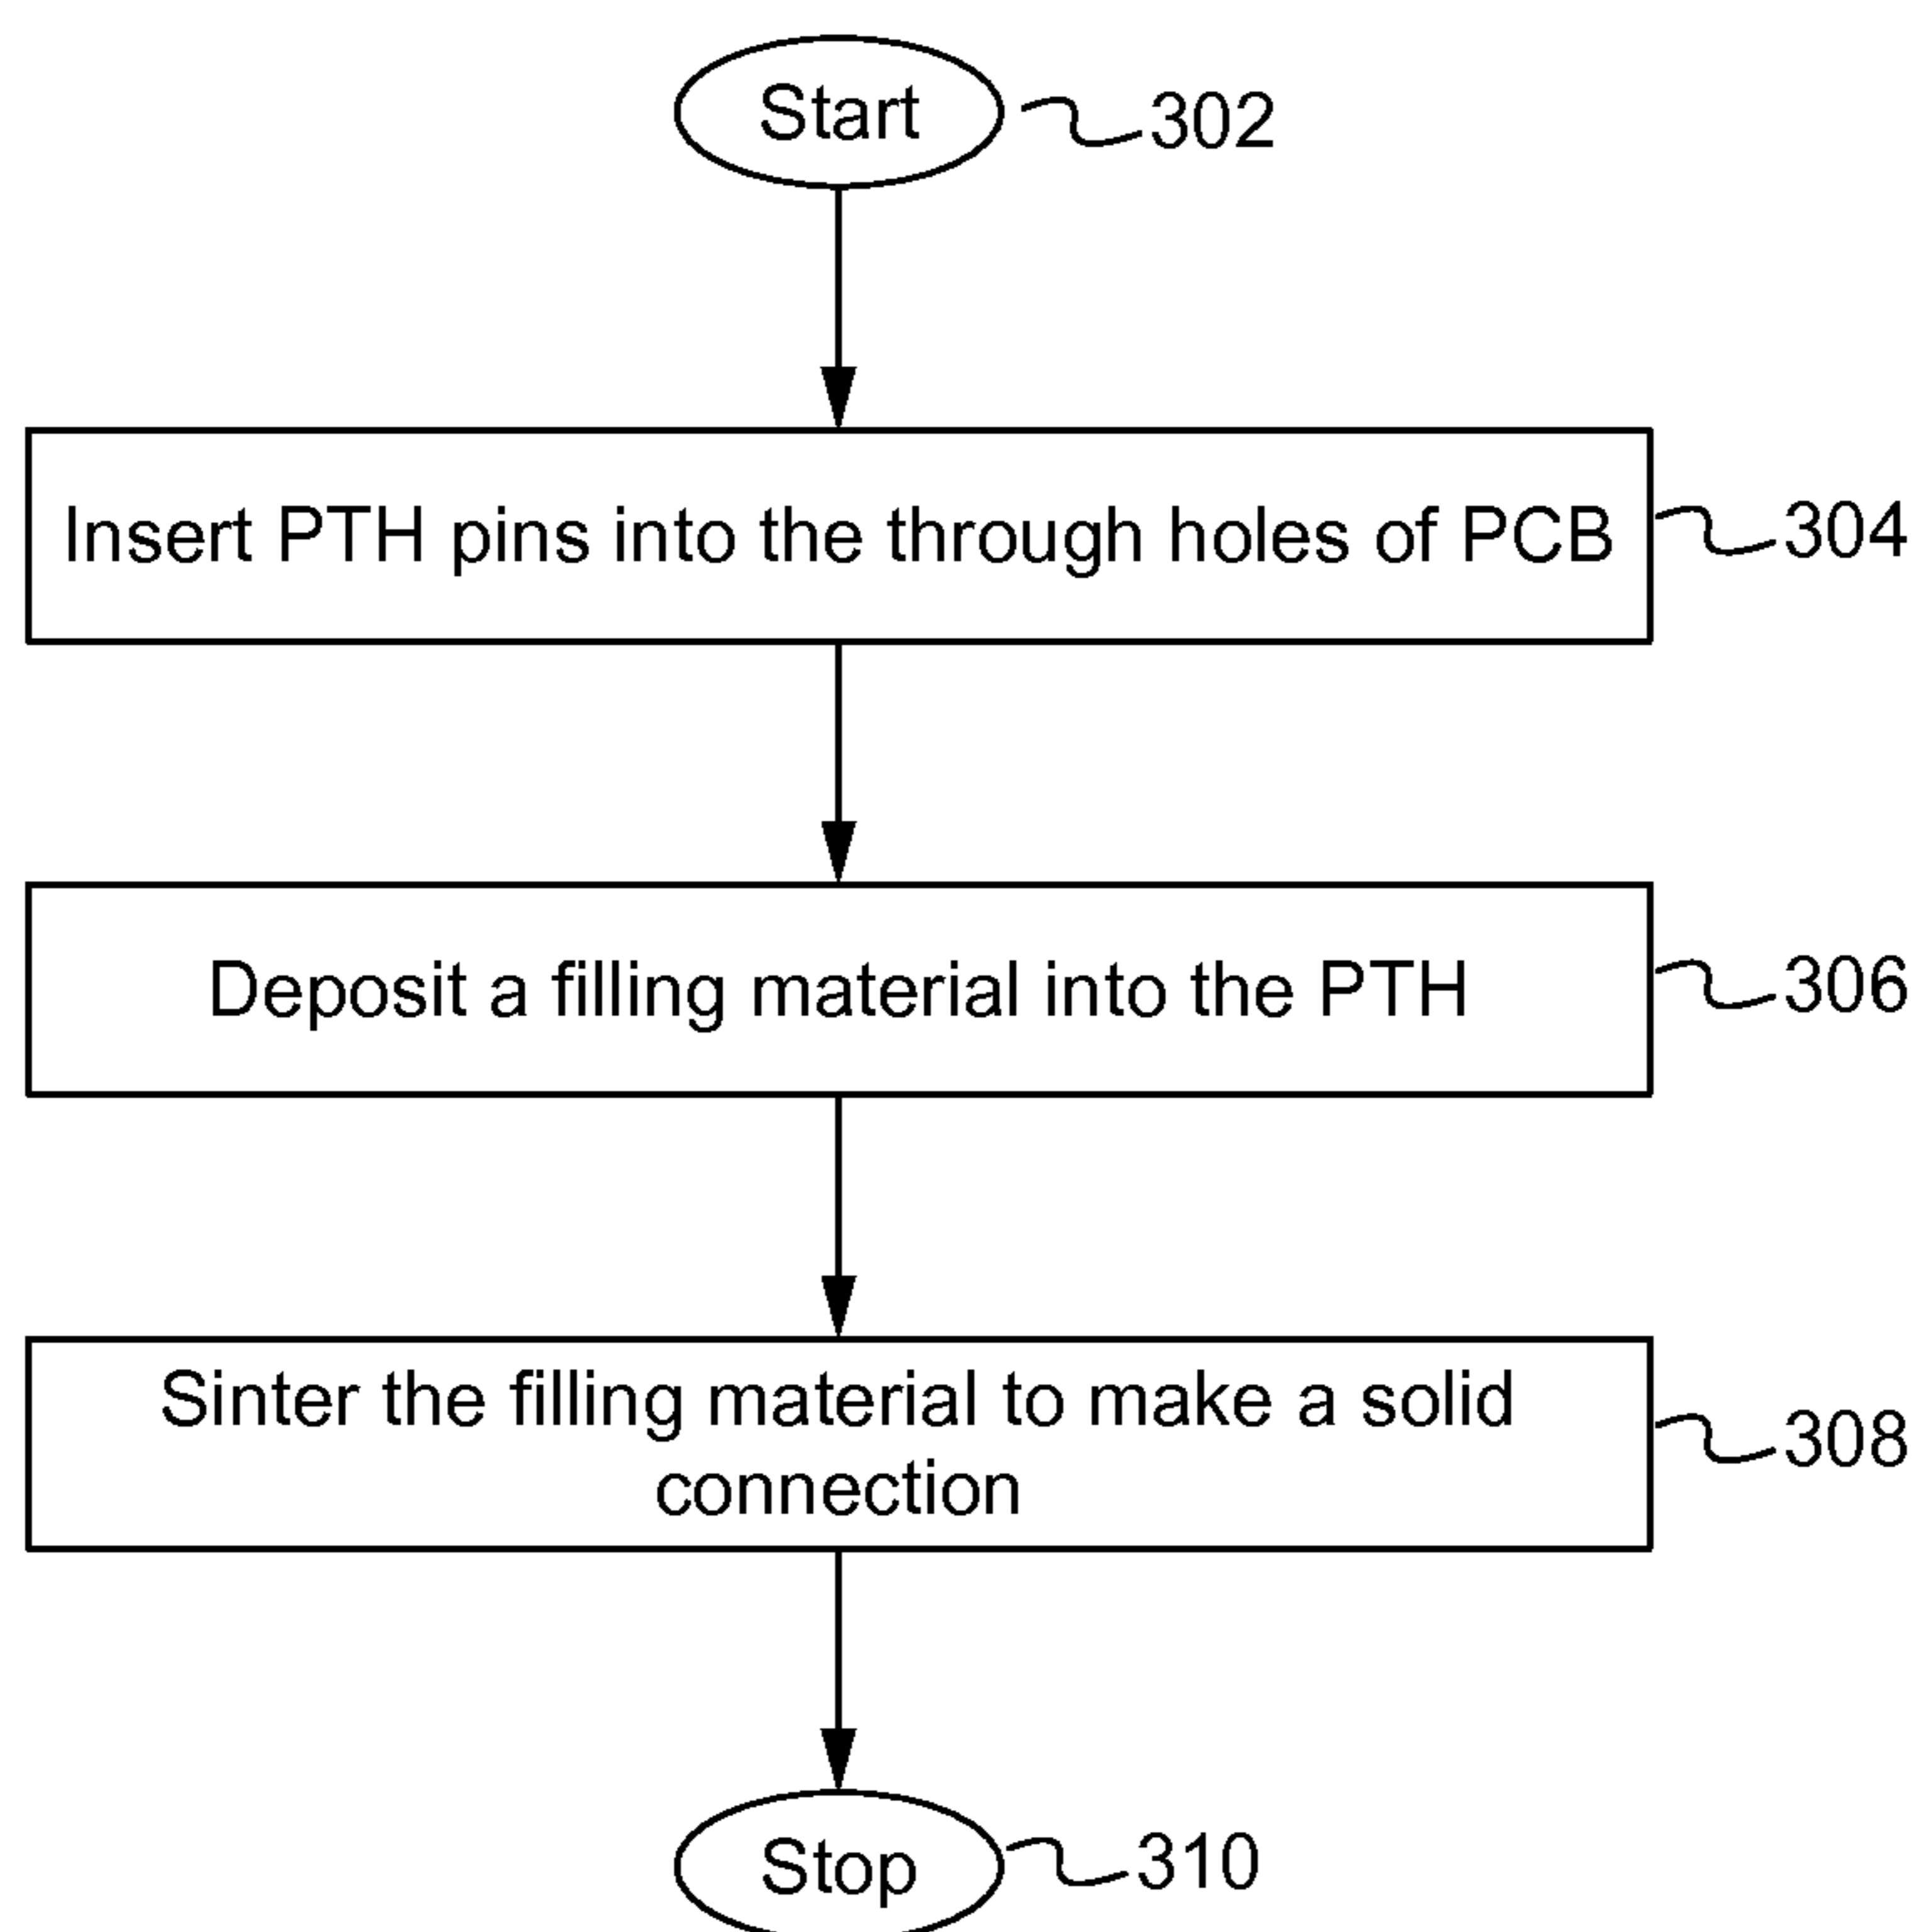 Start
302
Insert PTH pins into the through holes of PCB
304
Deposit a filling material into the PTH
306
Sinter the filling material to make a solid
connection
308
Stop
310